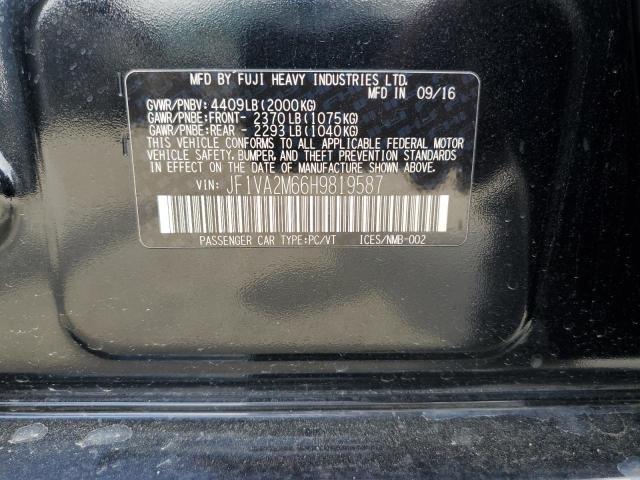 MFD BY FUJI HEAVY INDUSTRIES LTD.
MFD IN 09/16
GVWR/PNBV: 4409LB(2000KG)
GAWR/PNBE:FRONT- 2370LB(1075KG)
GAWR/PNBE:REAR - 2293LB(1040KG)
THIS VEHICLE CONFORMS TO ALL APPLICABLE FEDERAL MOTOR
VEHICLE SAFETY, BUMPER, AND THEFT PREVENTION STANDARDS
IN EFFECT ON THE DATE OF MANUFACTURE SHOWN ABOVE.
VIN: JF1VA2M66H9819587
PASSENGER CAR TYPE:PC/VT ICES/NMB-002